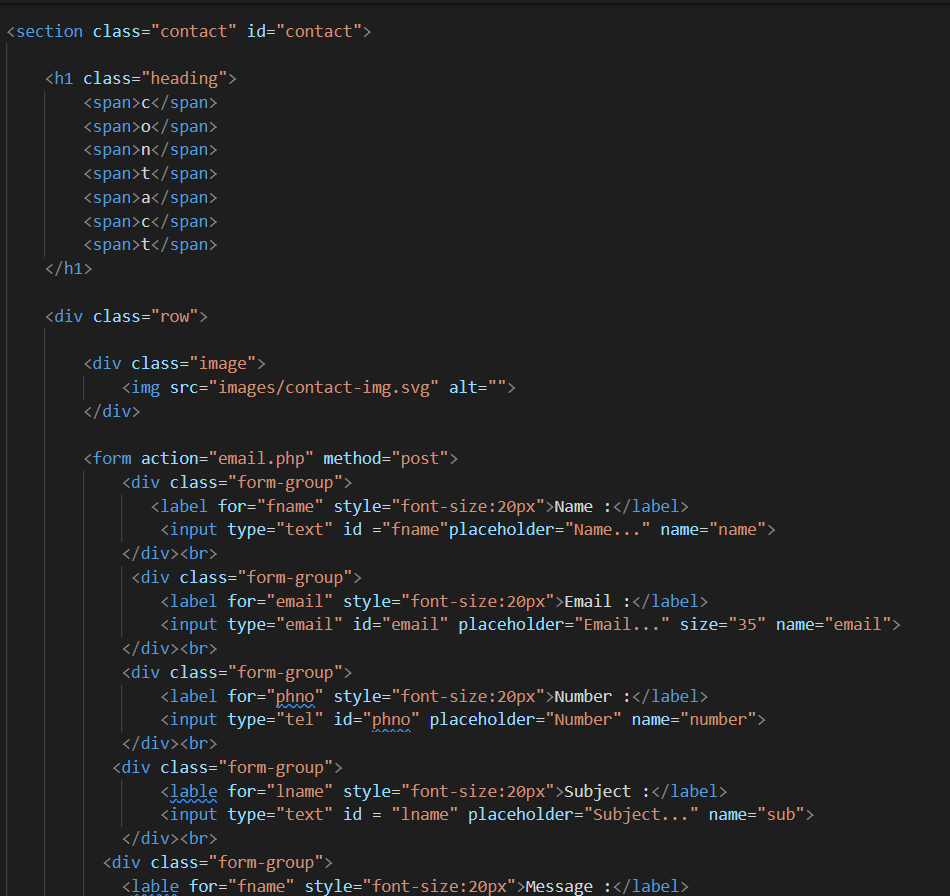 <section class="contact" id="contact">
<h1 class="heading">
<span>c</span>
<span>o</span>
<span>n</span>
<span>t</span>
<span>a</span>
<span>c</span>
<span>t</span>
</h1>
<div class="row">
<div class="image">
<img src="images/contact-img.svg" alt="">
</div>
<form action="email.php" method="post">
<div class="form-group">
<label for="fname" style="font-size:20px">Name :</label>
<input type="text" id ="fname"placeholder="Name..." name="name">
</div><br>
<div class="form-group">
<label for="email" style="font-size:20px">Email :</label>
<input type="email" id="email" placeholder="Email..." size="35" name="email">
</div><br>
<div class="form-group">
<label for="phno" style="font-size:20px">Number :</label>
<input type="tel" id="phno" placeholder="Number" name="number">
</div><br>
<div class="form-group">
<lable for="lname" style="font-size:20px">Subject :</label>
<input type="text" id = "lname" placeholder="Subject..." name="sub">
</div><br>
<div class="form-group">
<lable for="fname" style="font-size:20px">Message :</label>